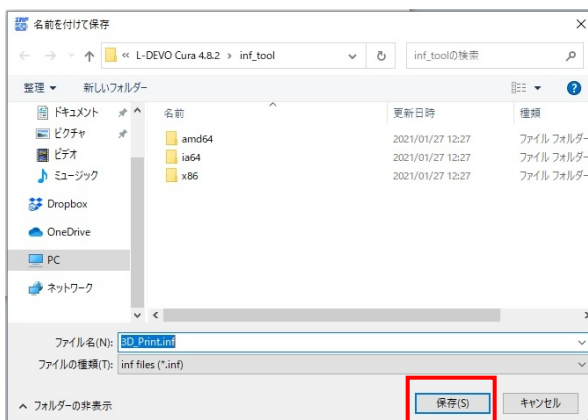 名前を付けて保存
« L-DEVO Cura 4.8.2 › inf_tool
inf_toolの検索
整理 新しいフォルダー
ドキュメント
ピクチャ
ビデオ
ミュージック
Dropbox
OneDrive
PC
ネットワーク
名前 更新日時 種類
amd64 2021/01/27 12:27 ファイル フォルダー
ia64 2021/01/27 12:27 ファイル フォルダー
x86 2021/01/27 12:27 ファイル フォルダー
ファイル名(N): 3D_Print.inf
ファイルの種類(T): inf files (*.inf)
フォルダーの非表示
保存(S) キャンセル